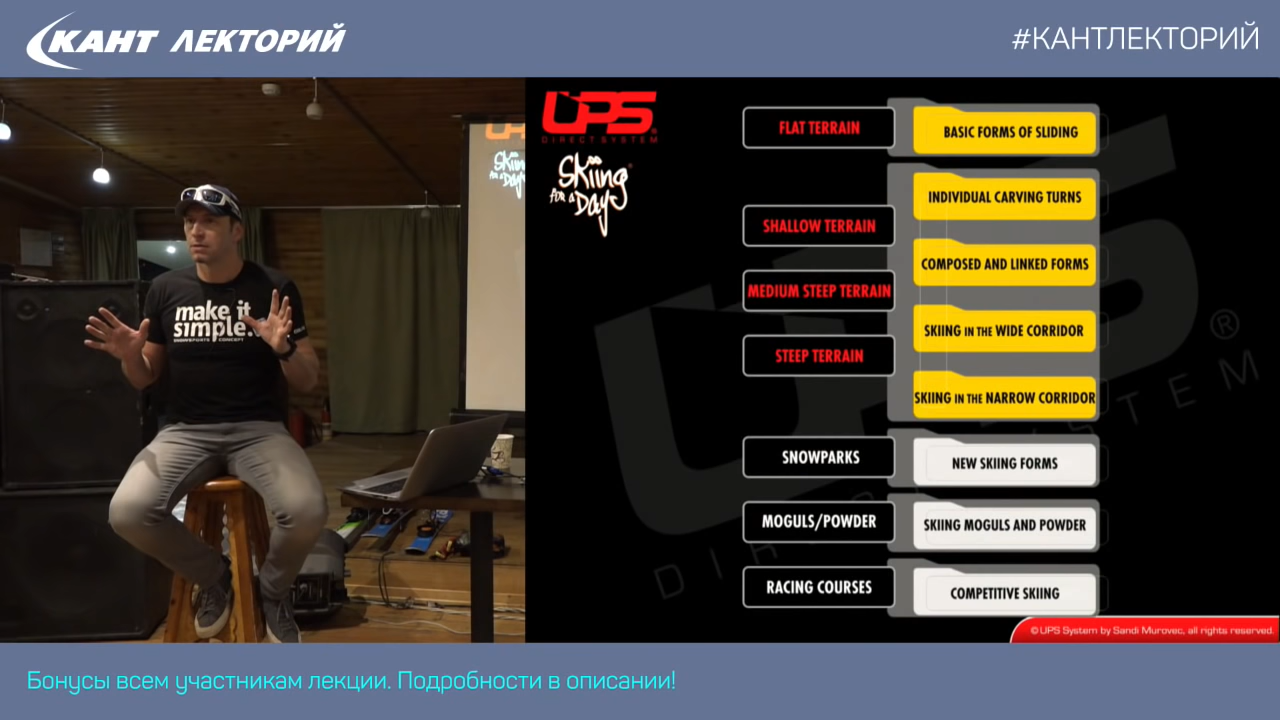 КАНТ ЛЕКТОРИЙ
#КАНТЛЕКТОРИЙ
make it
simple.
SNOWSPORTS CONCEPT
UPS®
DIRECT SYSTEM
Skiing
FOR A
DAY
FLAT TERRAIN
BASIC FORMS OF SLIDING
INDIVIDUAL CARVING TURNS
SHALLOW TERRAIN
COMPOSED AND LINKED FORMS
MEDIUM STEEP TERRAIN
SKIING IN THE WIDE CORRIDOR
STEEP TERRAIN
SKIING IN THE NARROW CORRIDOR
SNOWPARKS
NEW SKIING FORMS
MOGULS/POWDER
SKIING MOGULS AND POWDER
RACING COURSES
COMPETITIVE SKIING
© UPS System by Sandi Murovec, all rights reserved.
Бонусы всем участникам лекции. Подробности в описании!